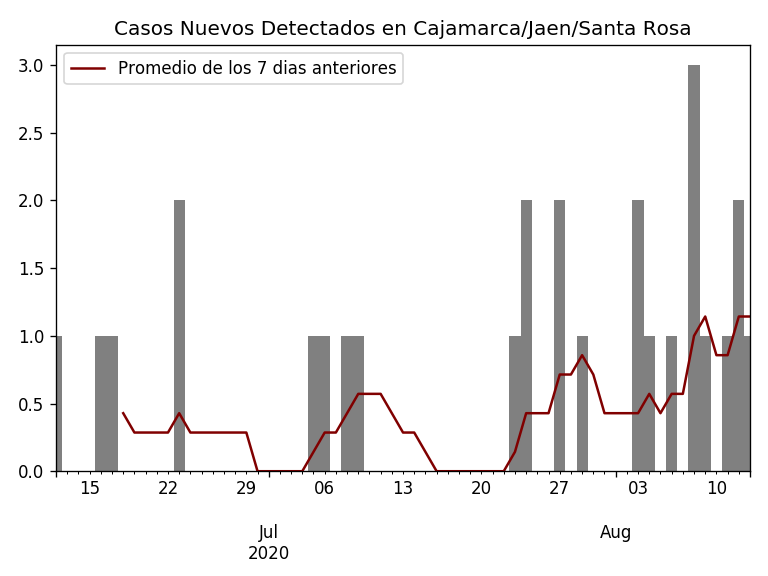 Casos Nuevos Detectados en Cajamarca/Jaen/Santa Rosa
Promedio de los 7 dias anteriores
3.0
2.5
2.0
1.5
1.0
0.5
0.0
15 22 29 06 13 20 27 03 10
Jul Aug
2020